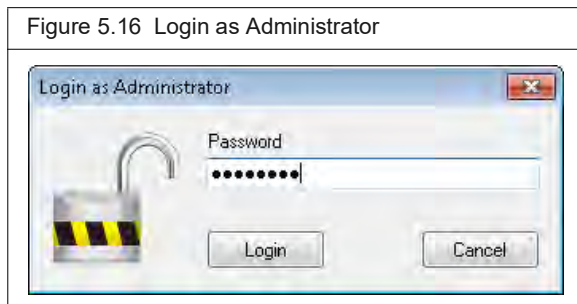 Figure 5.16 Login as Administrator
Login as Administrator
Password
●●●●●●●●
Login
Cancel